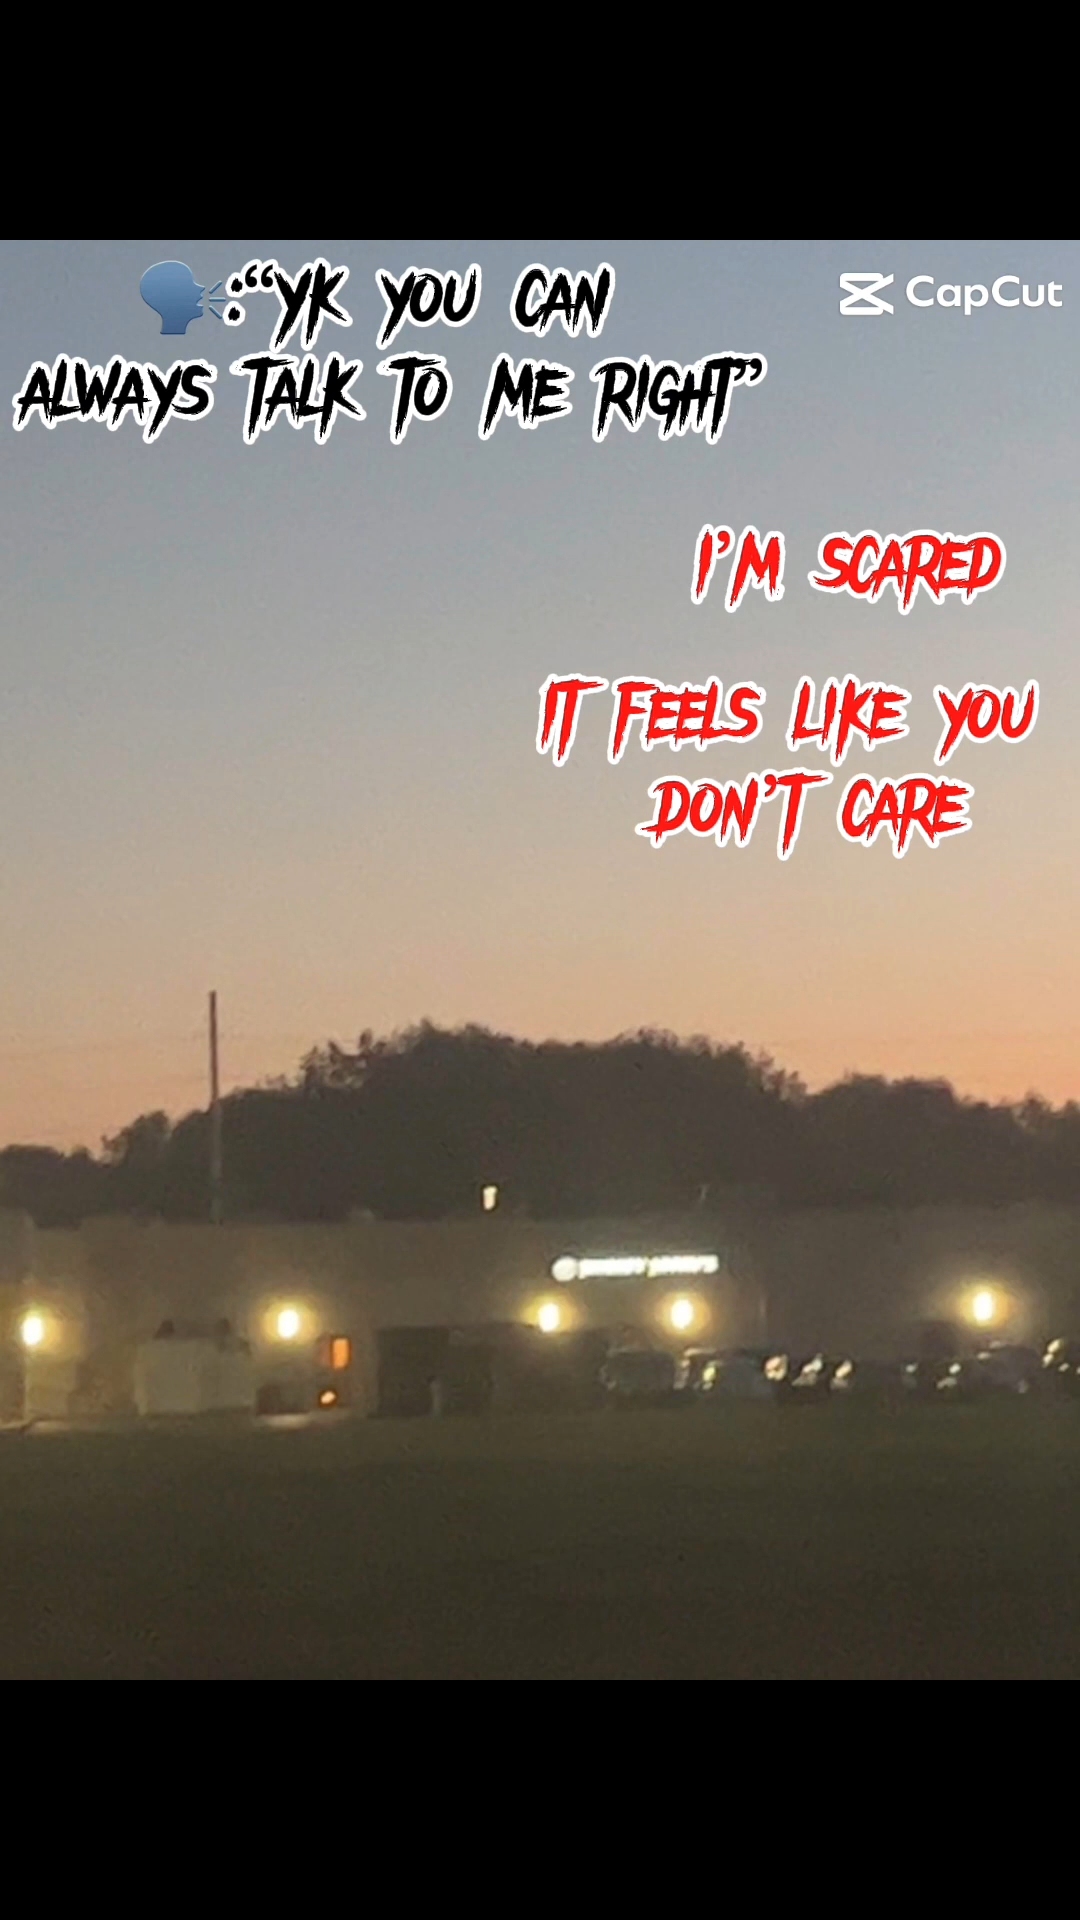 🗣️:“YK YOU CAN
ALWAYS TALK TO ME RIGHT”
CapCut
I’M SCARED
IT FEELS LIKE YOU
DON’T CARE